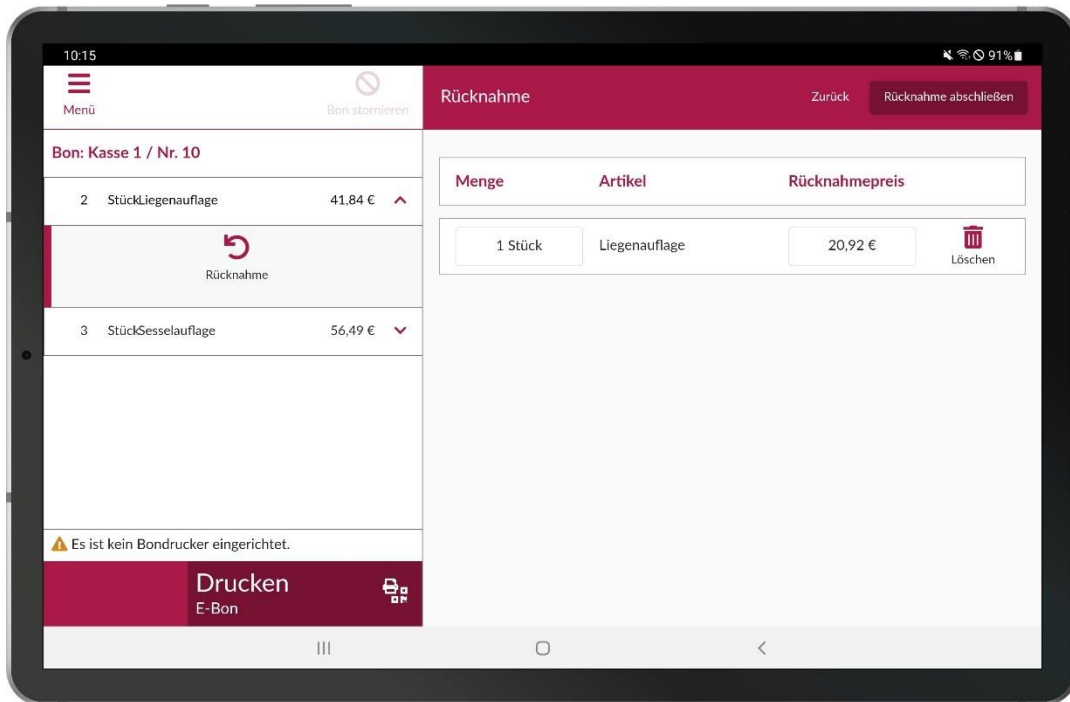 10:15
91%
Menü
Bon stornieren
Rücknahme
Zurück
Rücknahme abschließen
Bon: Kasse 1 / Nr. 10
2 StückLiegenauflage 41,84 €
Rücknahme
3 StückSesselauflage 56,49 €
Es ist kein Bondrucker eingerichtet.
Drucken
E-Bon
Menge Artikel Rücknahmepreis
1 Stück Liegenauflage 20,92 €
Löschen